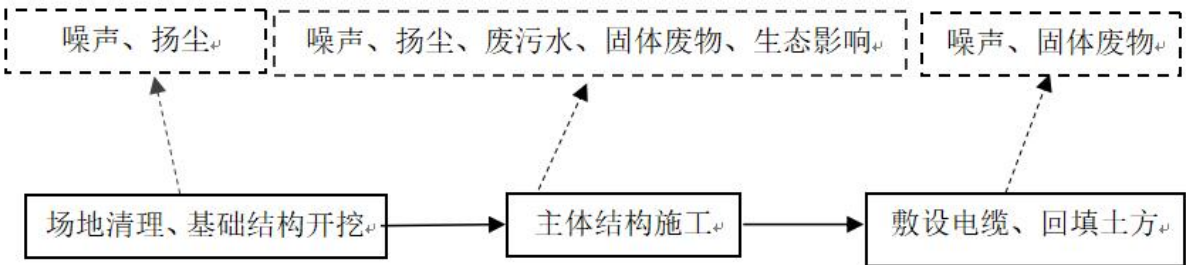 噪声、扬尘
噪声、扬尘、废污水、固体废物、生态影响
噪声、固体废物
场地清理、基础结构开挖
主体结构施工
敷设电缆、回填土方